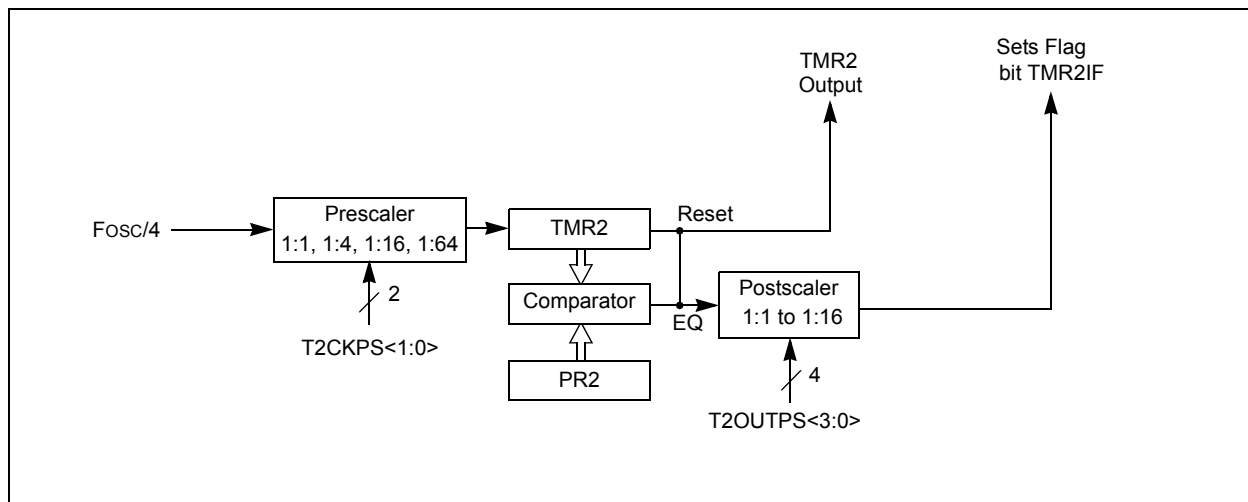 TMR2
Output
Sets Flag
bit TMR2IF
FOSC/4
Prescaler
1:1, 1:4, 1:16, 1:64
2
T2CKPS<1:0>
TMR2
Reset
Comparator
EQ
PR2
Postscaler
1:1 to 1:16
4
T2OUTPS<3:0>